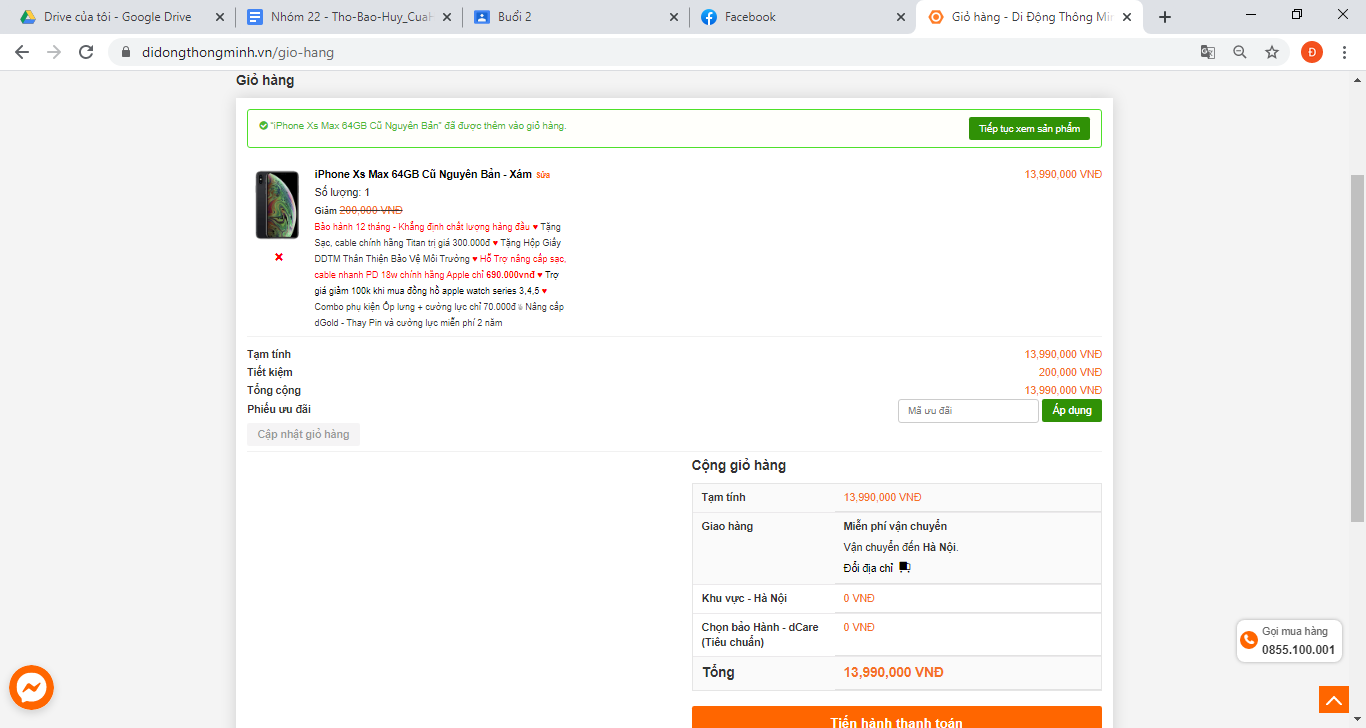 Drive của tôi - Google Drive
Nhóm 22 - Tho-Bao-Huy_CuaH
Buổi 2
Facebook
Giỏ hàng - Di Động Thông Min
didongthongminh.vn/gio-hang
Đ
Giỏ hàng
"iPhone Xs Max 64GB Cũ Nguyên Bản" đã được thêm vào giỏ hàng.
Tiếp tục xem sản phẩm
iPhone Xs Max 64GB Cũ Nguyên Bản - Xám Sửa
13,990,000 VNĐ
Số lượng: 1
Giảm 200,000 VNĐ
Bảo hành 12 tháng - Khẳng định chất lượng hàng đầu ♥ Tặng
Sạc, cable chính hãng Titan trị giá 300.000đ ♥ Tặng Hộp Giấy
DDTM Thân Thiện Bảo Vệ Môi Trường ♥ Hỗ Trợ nâng cấp sạc,
cable nhanh PD 18w chính hãng Apple chỉ 690.000vnđ ♥ Trợ
giá giảm 100k khi mua đồng hồ apple watch series 3,4,5 ♥
Combo phụ kiện Ốp lưng + cường lực chỉ 70.000đ Nâng cấp
dGold - Thay Pin và cường lực miễn phí 2 năm
Tạm tính 13,990,000 VNĐ
Tiết kiệm 200,000 VNĐ
Tổng cộng 13,990,000 VNĐ
Phiếu ưu đãi Mã ưu đãi Áp dụng
Cập nhật giỏ hàng
Cộng giỏ hàng
Tạm tính 13,990,000 VNĐ
Giao hàng Miễn phí vận chuyển
Vận chuyển đến Hà Nội.
Đổi địa chỉ
Khu vực - Hà Nội 0 VNĐ
Chọn bảo Hành - dCare 0 VNĐ
(Tiêu chuẩn)
Tổng 13,990,000 VNĐ
Tiến hành thanh toán
Gọi mua hàng
0855.100.001